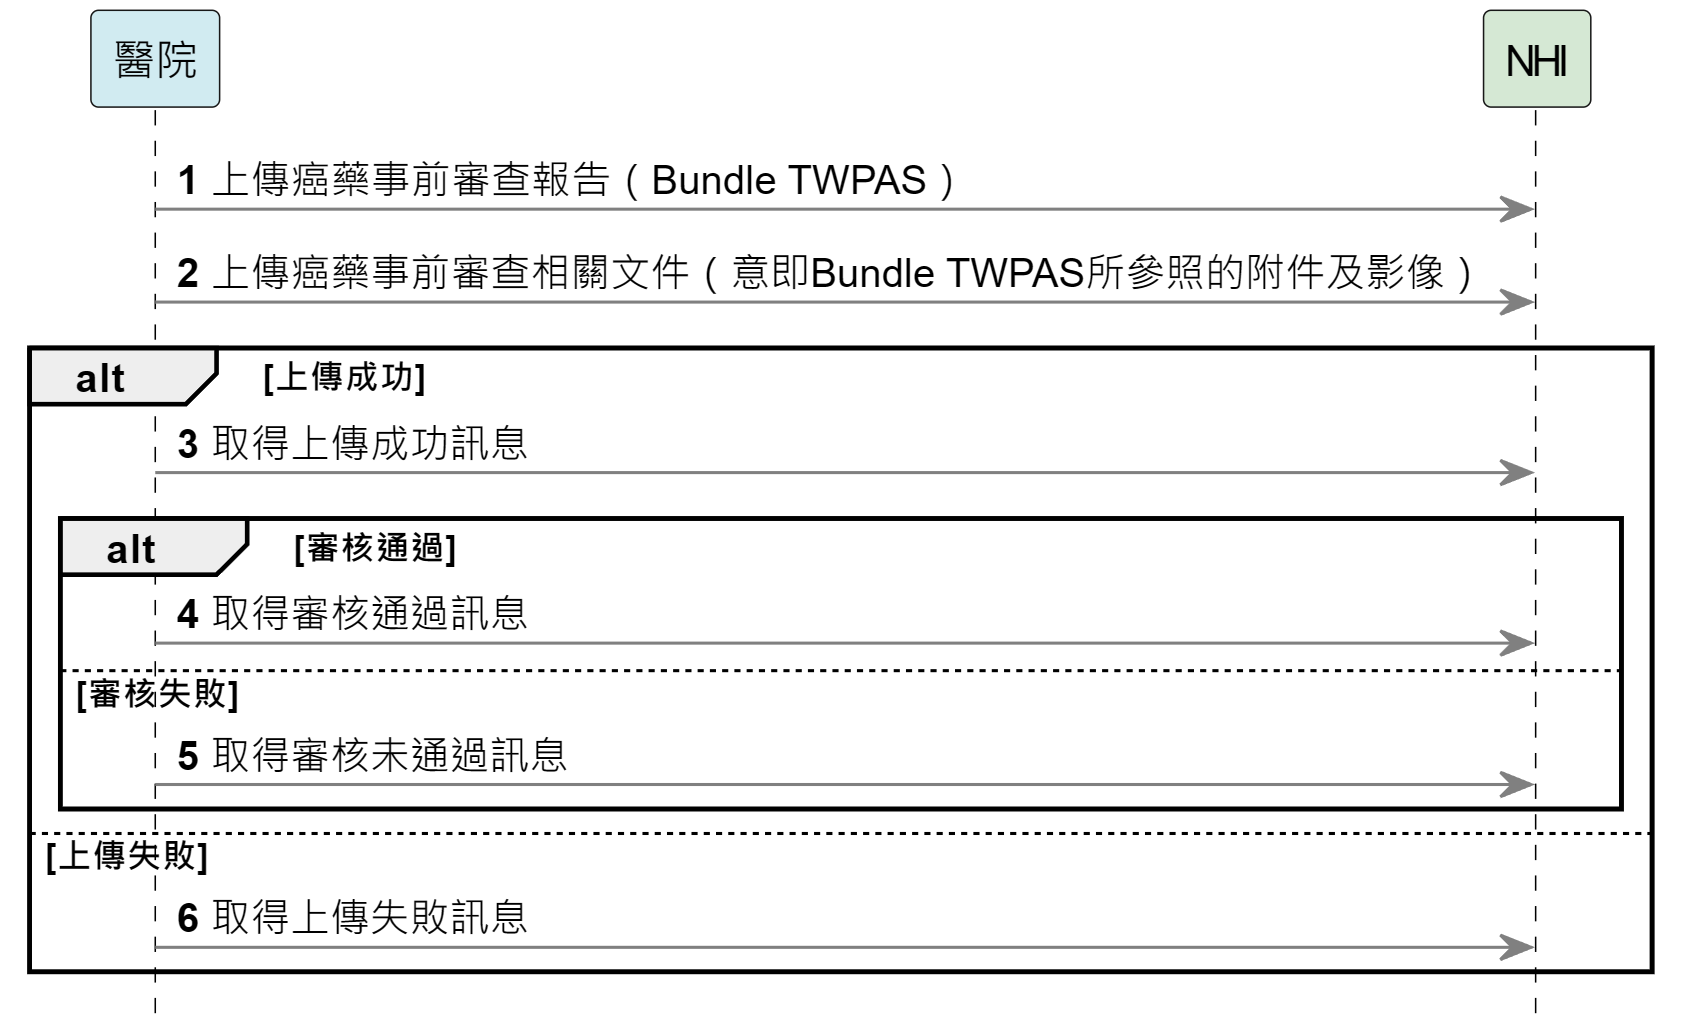 醫院
NHI
1 上傳癌藥事前審查報告（Bundle TWPAS）
2 上傳癌藥事前審查相關文件（意即Bundle TWPAS所參照的附件及影像）
alt [上傳成功]
3 取得上傳成功訊息
alt [審核通過]
4 取得審核通過訊息
[審核失敗]
5 取得審核未通過訊息
[上傳失敗]
6 取得上傳失敗訊息